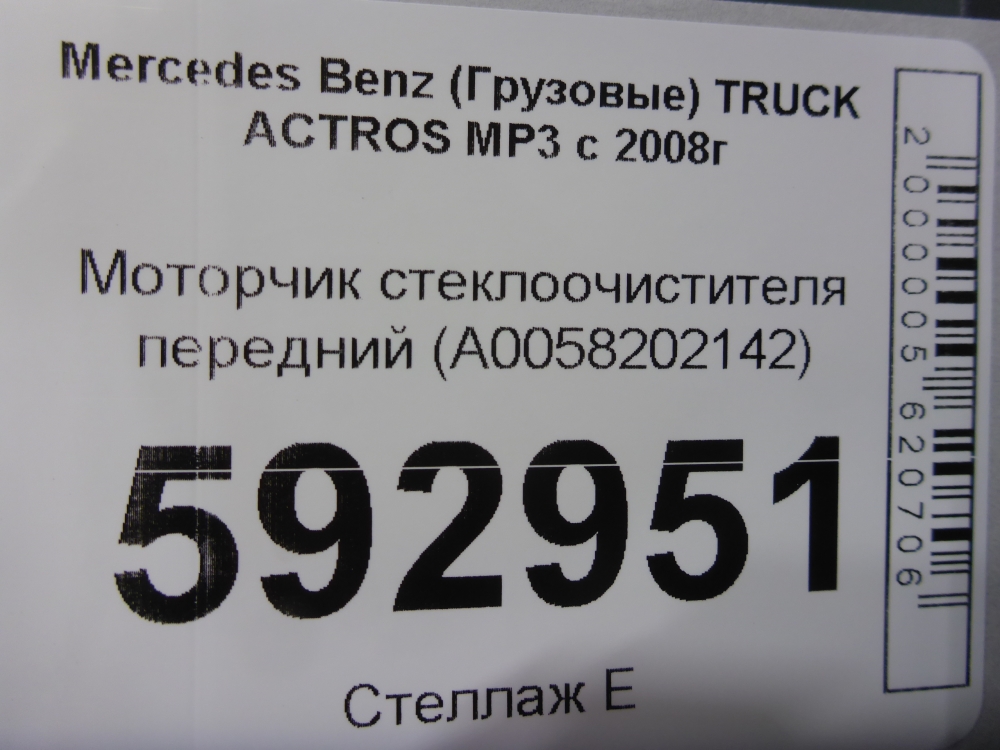 Mercedes Benz (Грузовые) TRUCK
ACTROS MP3 с 2008г
Моторчик стеклоочистителя
передний (A0058202142)
592951
Стеллаж E
2000005620706